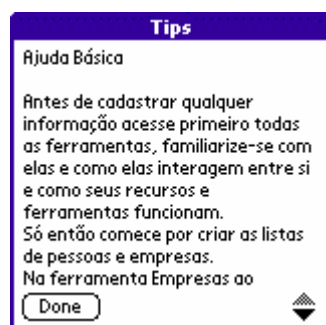 Tips
Ajuda Básica
Antes de cadastrar qualquer
informação acesse primeiro todas
as ferramentas, familiarize-se com
elas e como elas interagem entre si
e como seus recursos e
ferramentas funcionam.
Só então comece por criar as listas
de pessoas e empresas.
Na ferramenta Empresas ao
Done